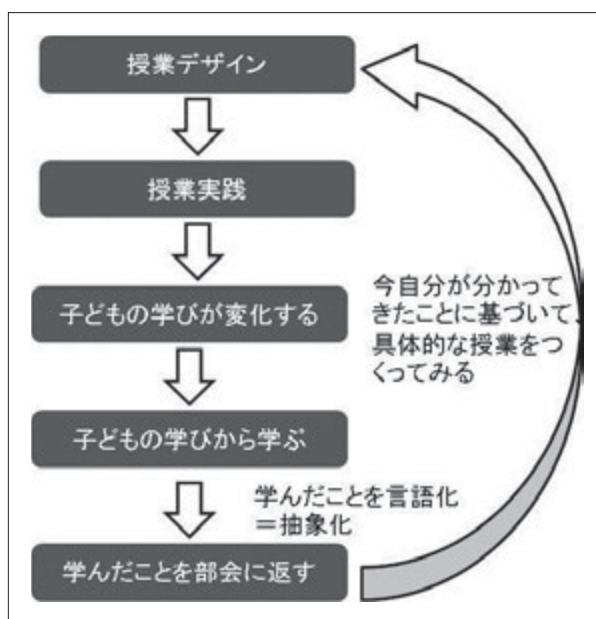 授業デザイン
授業実践
子どもの学びが変化する
今自分が分かって
きたことに基づいて、
具体的な授業をつ
くってみる
子どもの学びから学ぶ
学んだことを言語化
＝抽象化
学んだことを部会に返す